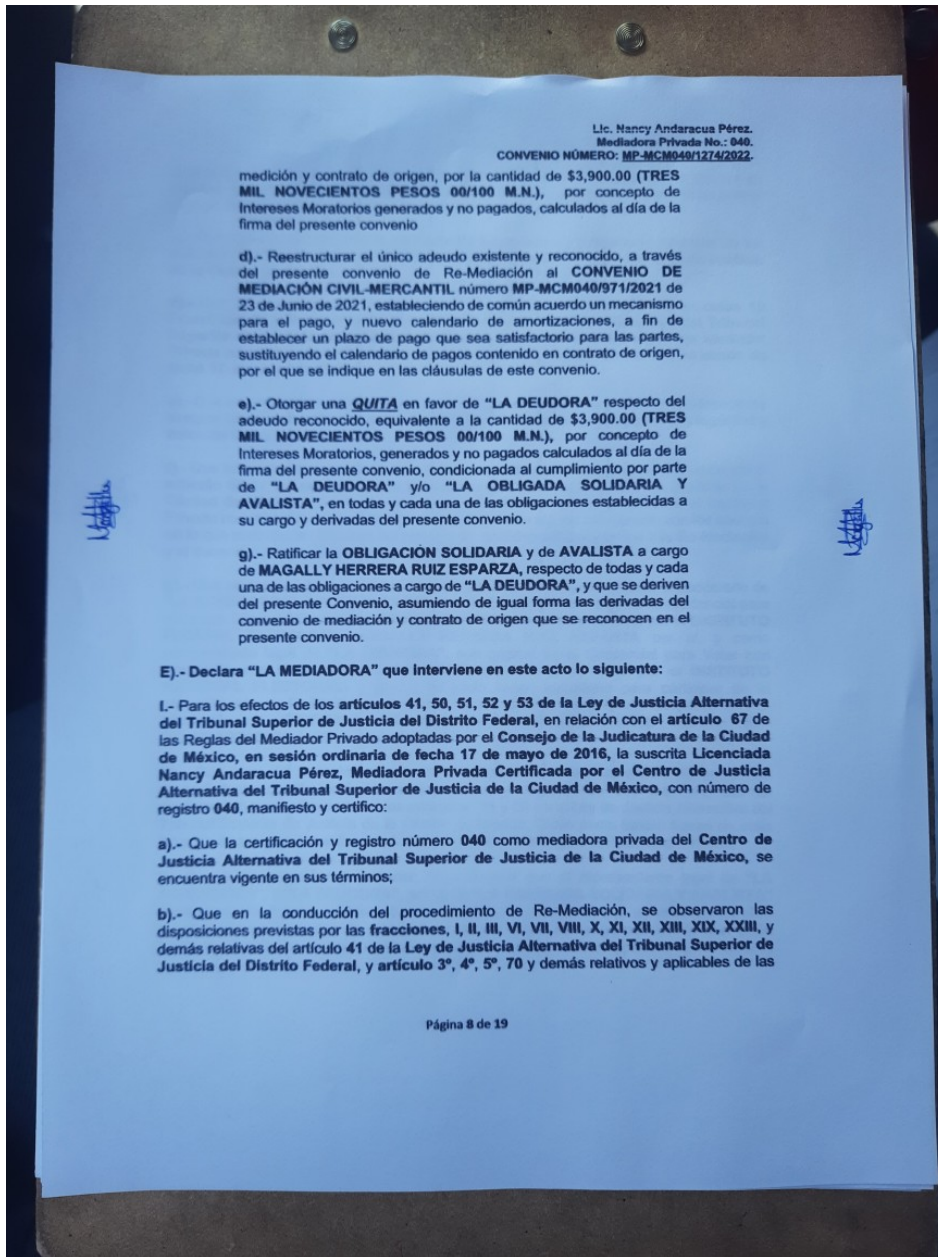 Lic. Nancy Andaracua Pérez.
Mediadora Privada No.: 040.
CONVENIO NÚMERO: MP-MCM040/1274/2022.
medición y contrato de origen, por la cantidad de $3,900.00 (TRES
MIL NOVECIENTOS PESOS 00/100 M.N.), por concepto de
Intereses Moratorios generados y no pagados, calculados al día de la
firma del presente convenio
d).- Reestructurar el único adeudo existente y reconocido, a través
del presente convenio de Re-Mediación al CONVENIO DE
MEDIACIÓN CIVIL-MERCANTIL número MP-MCM040/971/2021 de
23 de Junio de 2021, estableciendo de común acuerdo un mecanismo
para el pago, y nuevo calendario de amortizaciones, a fin de
establecer un plazo de pago que sea satisfactorio para las partes,
sustituyendo el calendario de pagos contenido en contrato de origen,
por el que se indique en las cláusulas de este convenio.
e).- Otorgar una QUITA en favor de “LA DEUDORA” respecto del
adeudo reconocido, equivalente a la cantidad de $3,900.00 (TRES
MIL NOVECIENTOS PESOS 00/100 M.N.), por concepto de
Intereses Moratorios, generados y no pagados calculados al día de la
firma del presente convenio, condicionada al cumplimiento por parte
de “LA DEUDORA” y/o “LA OBLIGADA SOLIDARIA Y
AVALISTA”, en todas y cada una de las obligaciones establecidas a
su cargo y derivadas del presente convenio.
g).- Ratificar la OBLIGACIÓN SOLIDARIA y de AVALISTA a cargo
de MAGALLY HERRERA RUIZ ESPARZA, respecto de todas y cada
una de las obligaciones a cargo de “LA DEUDORA”, y que se deriven
del presente Convenio, asumiendo de igual forma las derivadas del
convenio de mediación y contrato de origen que se reconocen en el
presente convenio.
E).- Declara “LA MEDIADORA” que interviene en este acto lo siguiente:
I.- Para los efectos de los artículos 41, 50, 51, 52 y 53 de la Ley de Justicia Alternativa
del Tribunal Superior de Justicia del Distrito Federal, en relación con el artículo 67 de
las Reglas del Mediador Privado adoptadas por el Consejo de la Judicatura de la Ciudad
de México, en sesión ordinaria de fecha 17 de mayo de 2016, la suscrita Licenciada
Nancy Andaracua Pérez, Mediadora Privada Certificada por el Centro de Justicia
Alternativa del Tribunal Superior de Justicia de la Ciudad de México, con número de
registro 040, manifiesto y certifico:
a).- Que la certificación y registro número 040 como mediadora privada del Centro de
Justicia Alternativa del Tribunal Superior de Justicia de la Ciudad de México, se
encuentra vigente en sus términos;
b).- Que en la conducción del procedimiento de Re-Mediación, se observaron las
disposiciones previstas por las fracciones, I, II, III, VI, VII, VIII, X, XI, XII, XIII, XIX, XXIII, y
demás relativas del artículo 41 de la Ley de Justicia Alternativa del Tribunal Superior de
Justicia del Distrito Federal, y artículo 3º, 4º, 5º, 70 y demás relativos y aplicables de las
Página 8 de 19